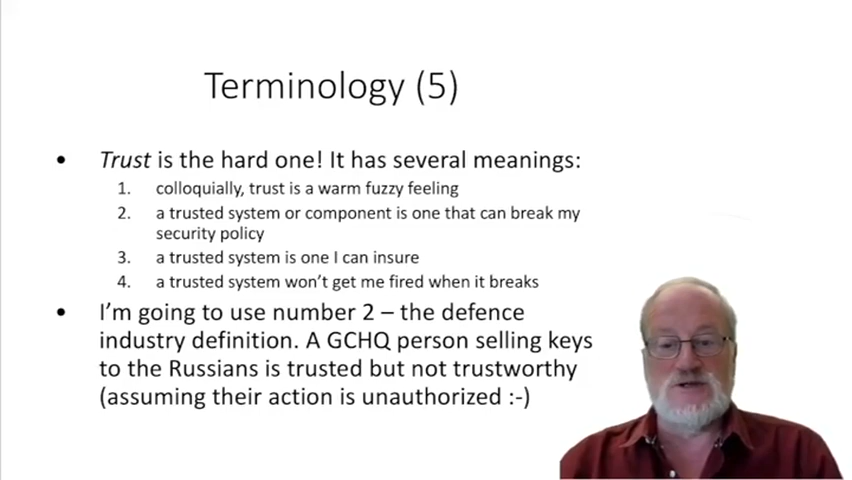 Terminology (5)
• Trust is the hard one! It has several meanings:
1. colloquially, trust is a warm fuzzy feeling
2. a trusted system or component is one that can break my
security policy
3. a trusted system is one I can insure
4. a trusted system won't get me fired when it breaks
• I'm going to use number 2 – the defence
industry definition. A GCHQ person selling keys
to the Russians is trusted but not trustworthy
(assuming their action is unauthorized :-)